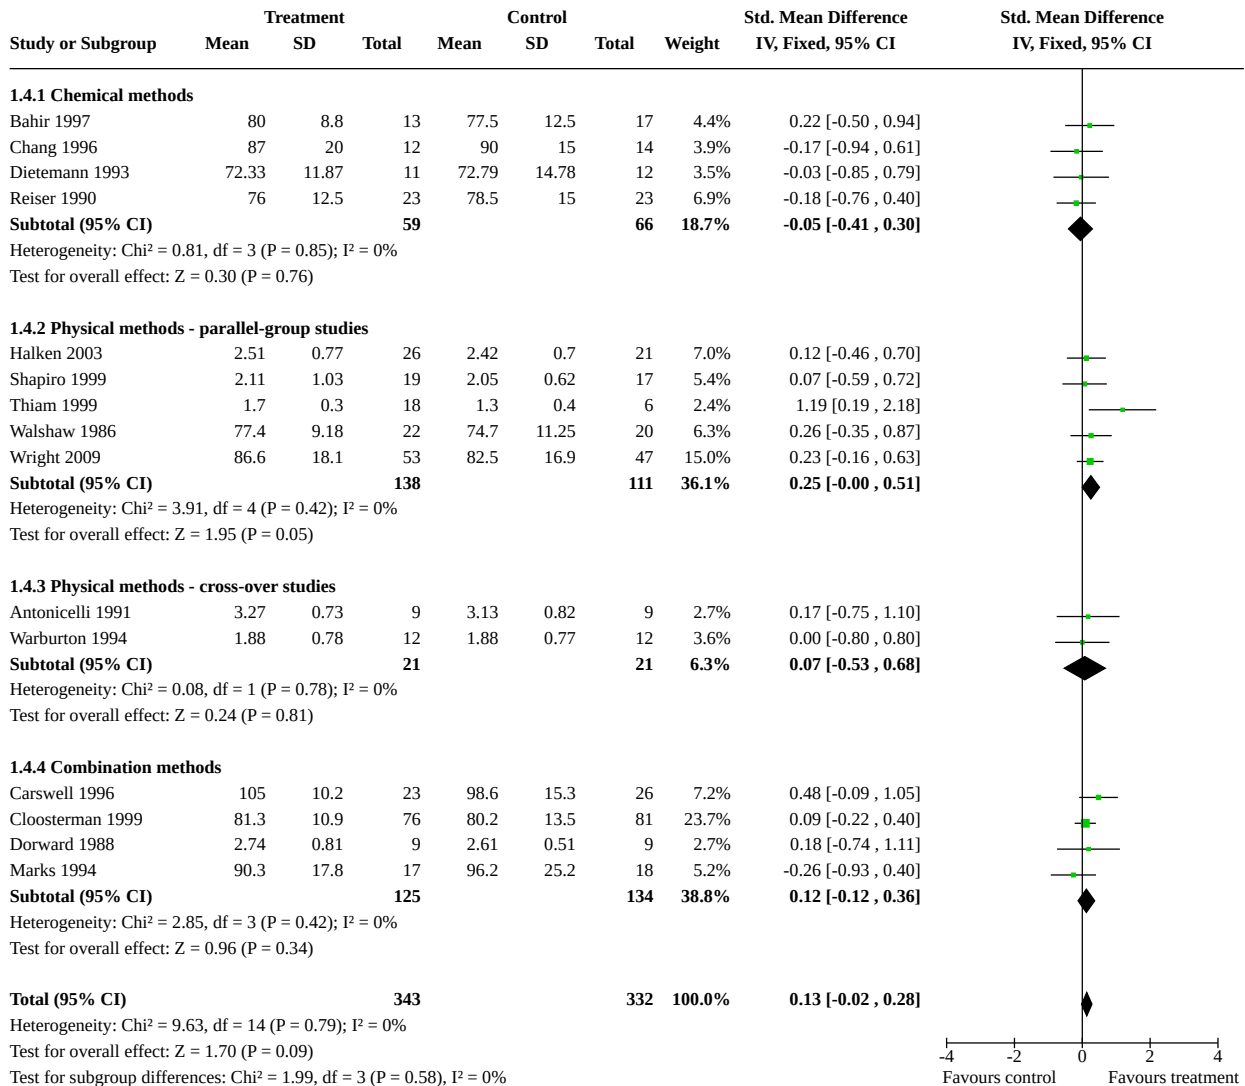 Treatment Control Std. Mean Difference Std. Mean Difference
Study or Subgroup Mean SD Total Mean SD Total Weight IV, Fixed, 95% CI IV, Fixed, 95% CI
1.4.1 Chemical methods
Bahir 1997 80 8.8 13 77.5 12.5 17 4.4% 0.22 [-0.50 , 0.94]
Chang 1996 87 20 12 90 15 14 3.9% -0.17 [-0.94 , 0.61]
Dietemann 1993 72.33 11.87 11 72.79 14.78 12 3.5% -0.03 [-0.85 , 0.79]
Reiser 1990 76 12.5 23 78.5 15 23 6.9% -0.18 [-0.76 , 0.40]
Subtotal (95% CI) 59 66 18.7% -0.05 [-0.41 , 0.30]
Heterogeneity: Chi² = 0.81, df = 3 (P = 0.85); I² = 0%
Test for overall effect: Z = 0.30 (P = 0.76)
1.4.2 Physical methods - parallel-group studies
Halken 2003 2.51 0.77 26 2.42 0.7 21 7.0% 0.12 [-0.46 , 0.70]
Shapiro 1999 2.11 1.03 19 2.05 0.62 17 5.4% 0.07 [-0.59 , 0.72]
Thiam 1999 1.7 0.3 18 1.3 0.4 6 2.4% 1.19 [0.19 , 2.18]
Walshaw 1986 77.4 9.18 22 74.7 11.25 20 6.3% 0.26 [-0.35 , 0.87]
Wright 2009 86.6 18.1 53 82.5 16.9 47 15.0% 0.23 [-0.16 , 0.63]
Subtotal (95% CI) 138 111 36.1% 0.25 [-0.00 , 0.51]
Heterogeneity: Chi² = 3.91, df = 4 (P = 0.42); I² = 0%
Test for overall effect: Z = 1.95 (P = 0.05)
1.4.3 Physical methods - cross-over studies
Antonicelli 1991 3.27 0.73 9 3.13 0.82 9 2.7% 0.17 [-0.75 , 1.10]
Warburton 1994 1.88 0.78 12 1.88 0.77 12 3.6% 0.00 [-0.80 , 0.80]
Subtotal (95% CI) 21 21 6.3% 0.07 [-0.53 , 0.68]
Heterogeneity: Chi² = 0.08, df = 1 (P = 0.78); I² = 0%
Test for overall effect: Z = 0.24 (P = 0.81)
1.4.4 Combination methods
Carswell 1996 105 10.2 23 98.6 15.3 26 7.2% 0.48 [-0.09 , 1.05]
Cloosterman 1999 81.3 10.9 76 80.2 13.5 81 23.7% 0.09 [-0.22 , 0.40]
Dorward 1988 2.74 0.81 9 2.61 0.51 9 2.7% 0.18 [-0.74 , 1.11]
Marks 1994 90.3 17.8 17 96.2 25.2 18 5.2% -0.26 [-0.93 , 0.40]
Subtotal (95% CI) 125 134 38.8% 0.12 [-0.12 , 0.36]
Heterogeneity: Chi² = 2.85, df = 3 (P = 0.42); I² = 0%
Test for overall effect: Z = 0.96 (P = 0.34)
Total (95% CI) 343 332 100.0% 0.13 [-0.02 , 0.28]
Heterogeneity: Chi² = 9.63, df = 14 (P = 0.79); I² = 0%
Test for overall effect: Z = 1.70 (P = 0.09)
Test for subgroup differences: Chi² = 1.99, df = 3 (P = 0.58), I² = 0%
-4 -2 0 2 4
Favours control Favours treatment